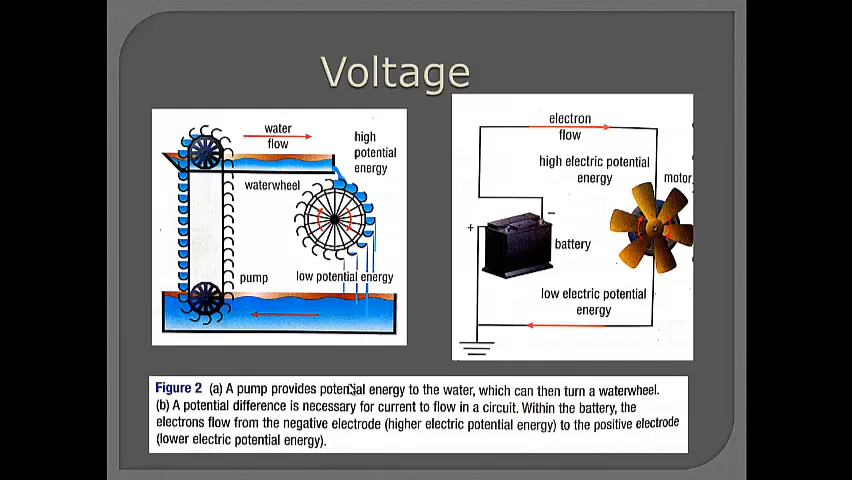 Voltage
water
flow
high
potential
energy
waterwheel
pump
low potential energy
electron
flow
high electric potential
energy
motor
+
−
battery
low electric potential
energy
Figure 2 (a) A pump provides potential energy to the water, which can then turn a waterwheel.
(b) A potential difference is necessary for current to flow in a circuit. Within the battery, the
electrons flow from the negative electrode (higher electric potential energy) to the positive electrode
(lower electric potential energy).